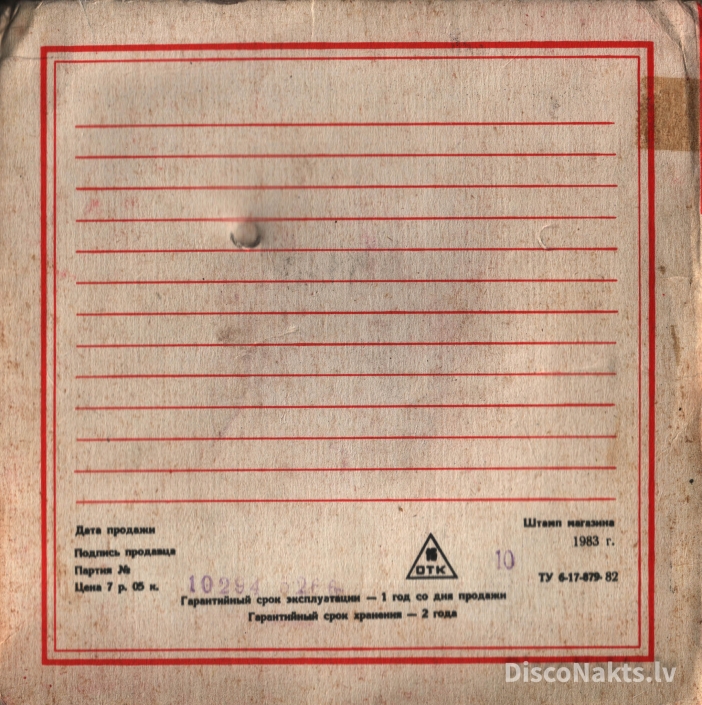 Дата продажи
Штамп магазина
Подпись продавца
1983 г.
Партия №
ОТК
10
Цена 7 р. 05 к.
10294
ТУ 6-17-879-82
Гарантийный срок эксплуатации — 1 год со дня продажи
Гарантийный срок хранения — 2 года
DiscoNakts.lv